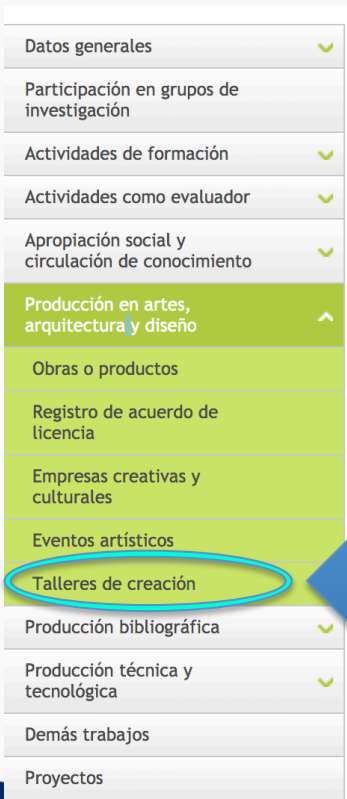 Datos generales
Participación en grupos de
investigación
Actividades de formación
Actividades como evaluador
Apropiación social y
circulación de conocimiento
Producción en artes,
arquitectura y diseño
Obras o productos
Registro de acuerdo de
licencia
Empresas creativas y
culturales
Eventos artísticos
Talleres de creación
Producción bibliográfica
Producción técnica y
tecnológica
Demás trabajos
Proyectos